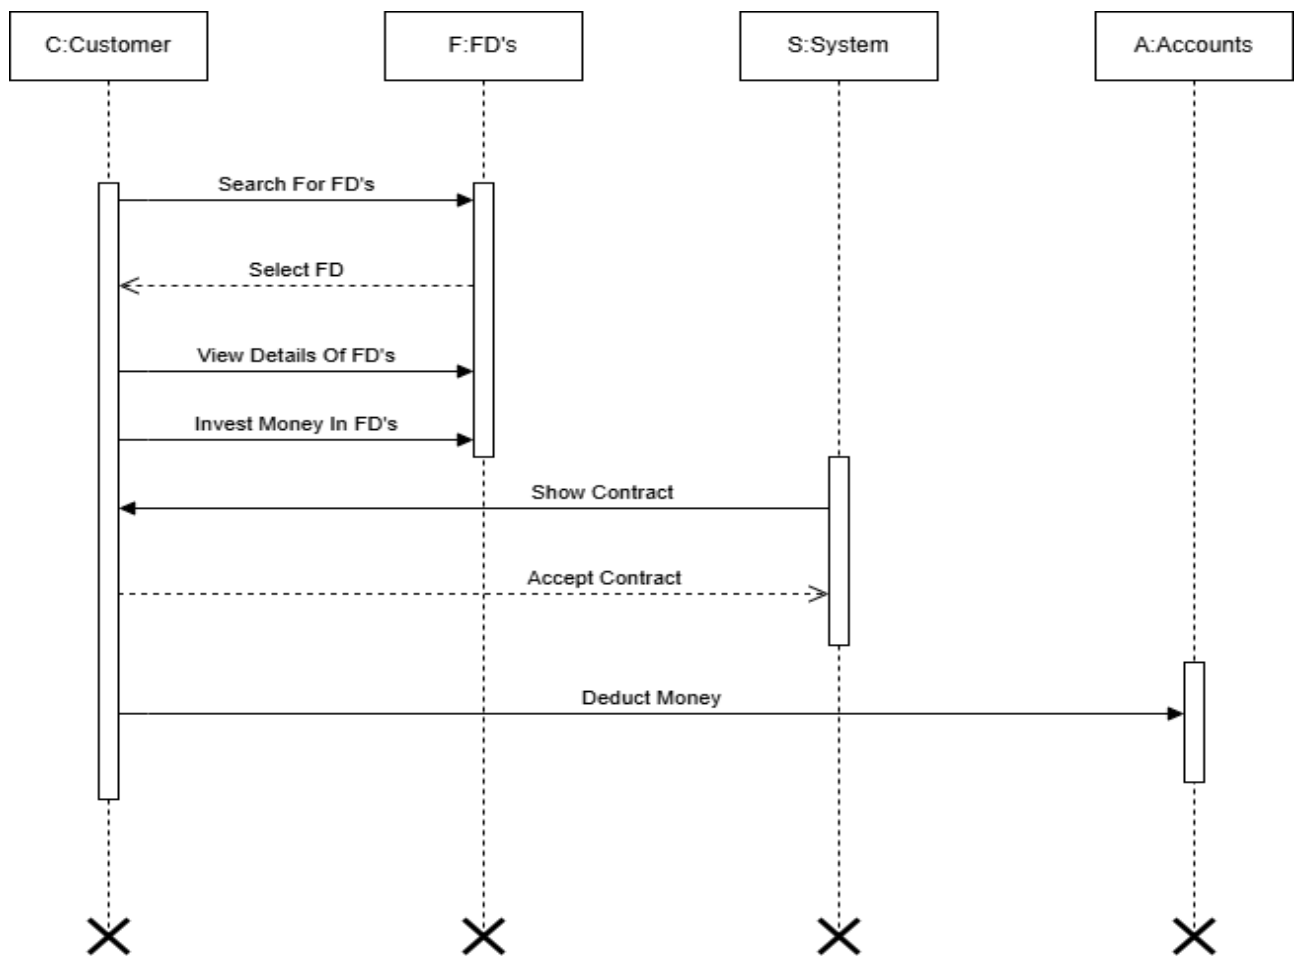 C:Customer
F:FD's
S:System
A:Accounts
Search For FD's
Select FD
View Details Of FD's
Invest Money In FD's
Show Contract
Accept Contract
Deduct Money